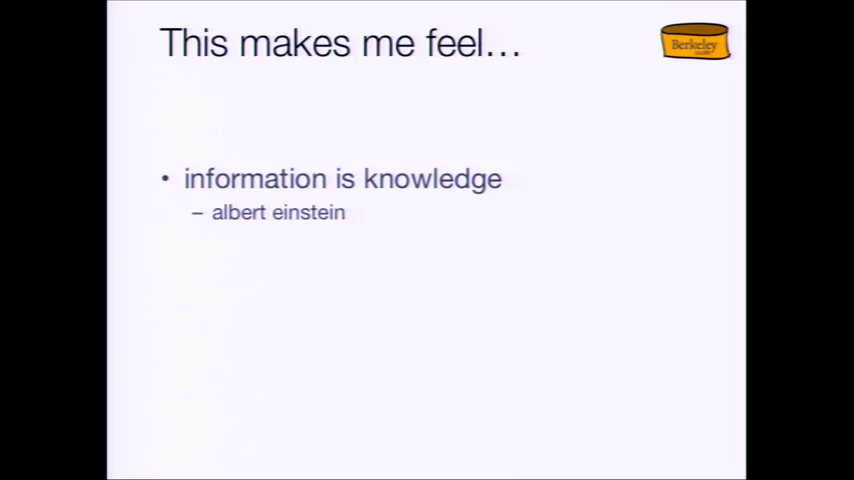 This makes me feel...
Berkeley
• information is knowledge
– albert einstein